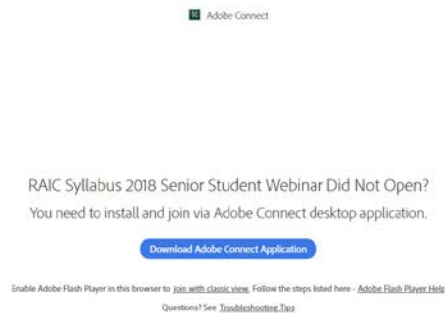 Adobe Connect
RAIC Syllabus 2018 Senior Student Webinar Did Not Open?
You need to install and join via Adobe Connect desktop application.
Download Adobe Connect Application
Enable Adobe Flash Player in this browser to join with classic view. Follow the steps listed here - Adobe Flash Player Help
Questions? See Troubleshooting Tips